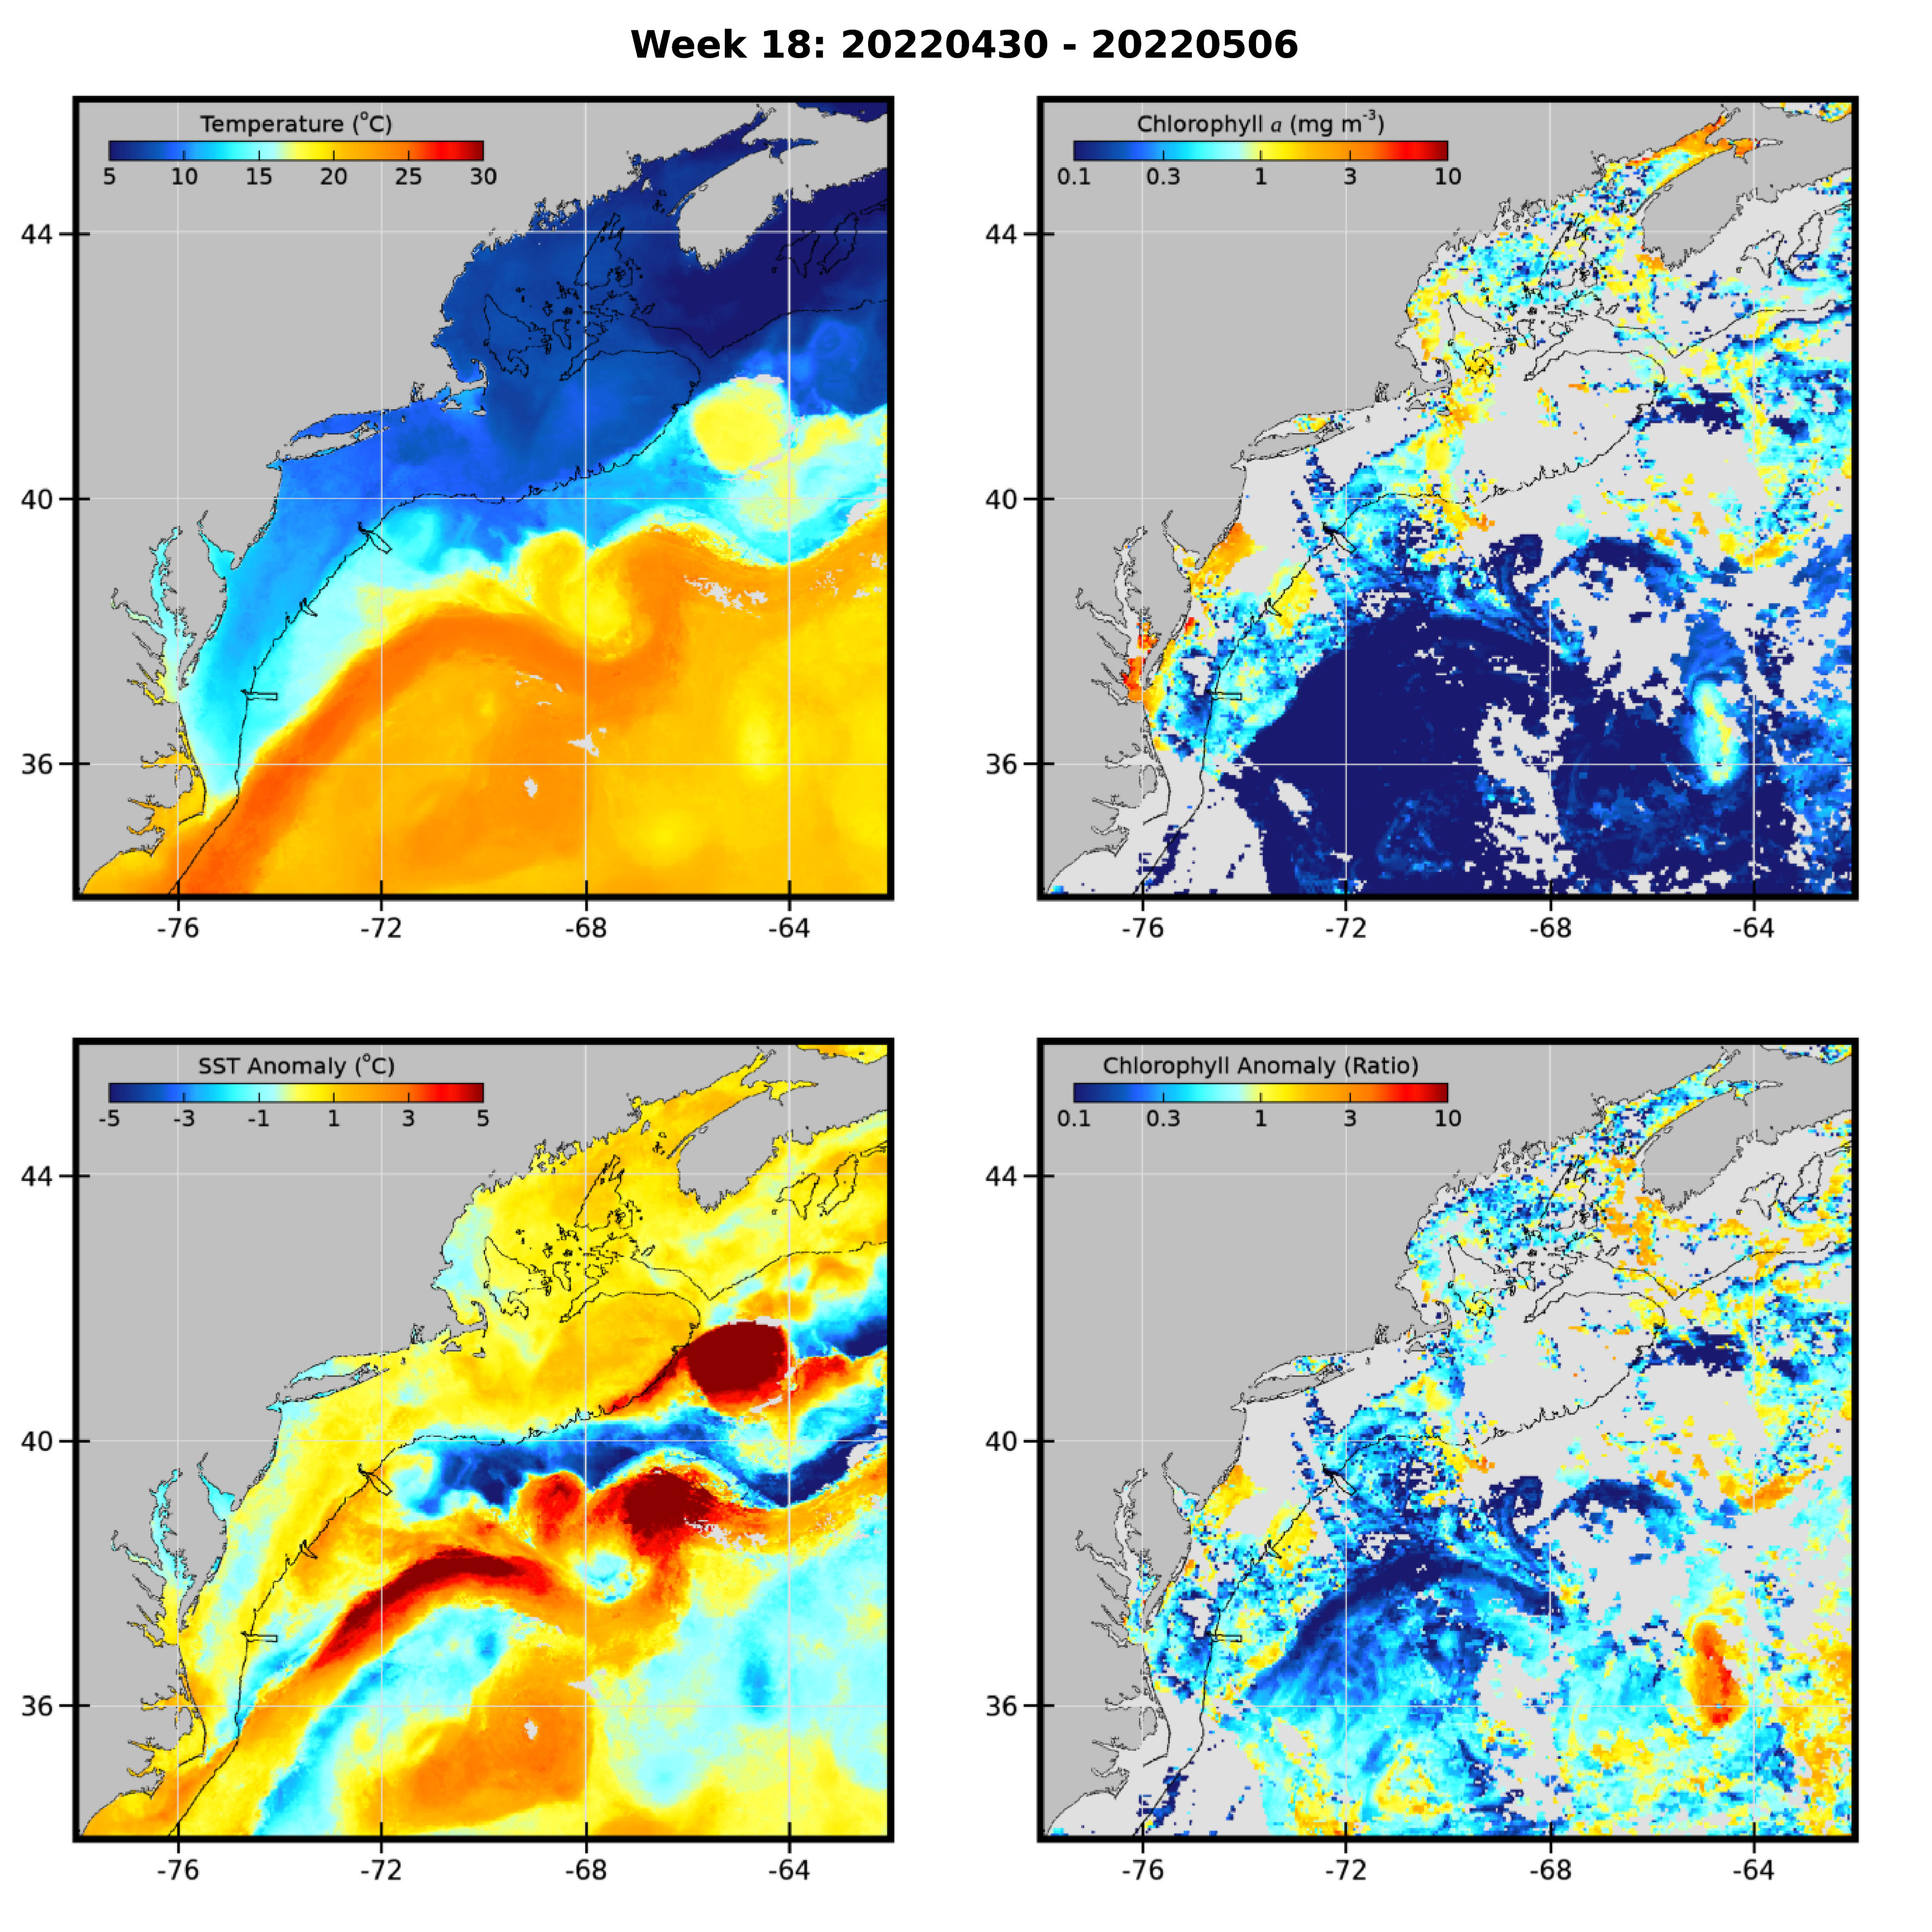 Week 18: 20220430 - 20220506
Temperature (°C)
5 10 15 20 25 30
44
40
36
-76 -72 -68 -64
Chlorophyll a (mg m⁻³)
0.1 0.3 1 3 10
44
40
36
-76 -72 -68 -64
SST Anomaly (°C)
-5 -3 -1 1 3 5
44
40
36
-76 -72 -68 -64
Chlorophyll Anomaly (Ratio)
0.1 0.3 1 3 10
44
40
36
-76 -72 -68 -64